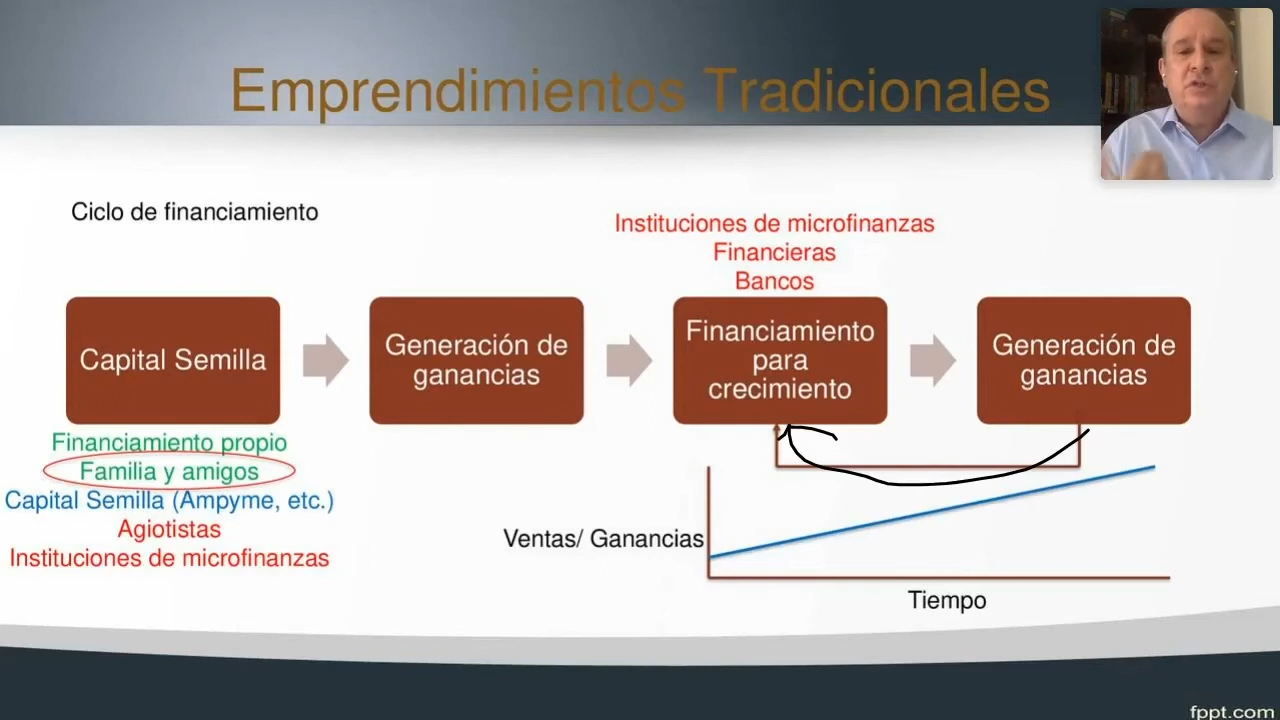 Emprendimientos Tradicionales
Ciclo de financiamiento
Instituciones de microfinanzas
Financieras
Bancos
Capital Semilla
Generación de
ganancias
Financiamiento
para
crecimiento
Generación de
ganancias
Financiamiento propio
Familia y amigos
Capital Semilla (Ampyme, etc.)
Agiotistas
Instituciones de microfinanzas
Ventas/ Ganancias
Tiempo
fppt.com